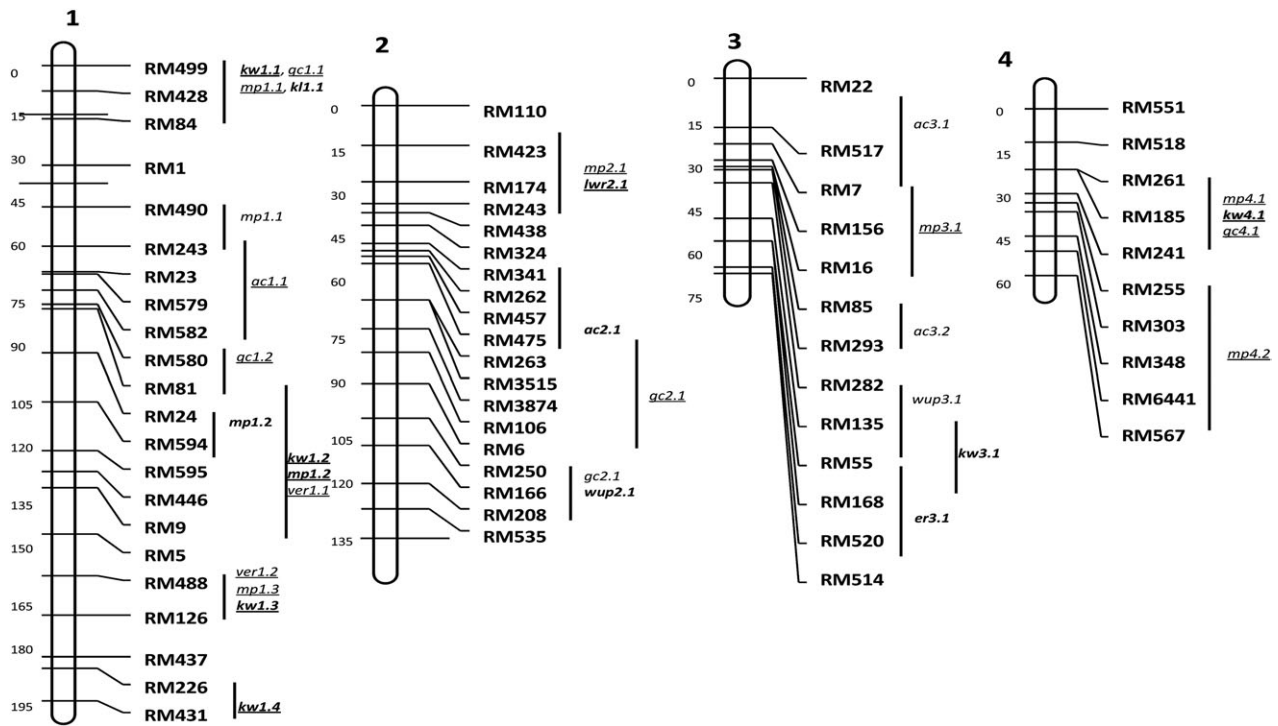 1
0
15
30
45
60
75
90
105
120
135
150
165
180
195
RM499
RM428
RM84
RM1
RM490
RM243
RM23
RM579
RM582
RM580
RM81
RM24
RM594
RM595
RM446
RM9
RM5
RM488
RM126
RM437
RM226
RM431
kw1.1, gc1.1
mp1.1, kl1.1
mp1.1
ac1.1
gc1.2
mp1.2
kw1.2
mp1.2
ver1.1
ver1.2
mp1.3
kw1.3
kw1.4
2
0
15
30
45
60
75
90
105
120
135
RM110
RM423
RM174
RM243
RM438
RM324
RM341
RM262
RM457
RM475
RM263
RM3515
RM3874
RM106
RM6
RM250
RM166
RM208
RM535
mp2.1
lwr2.1
ac2.1
gc2.1
gc2.1
wup2.1
3
0
15
30
45
60
75
RM22
RM517
RM7
RM156
RM16
RM85
RM293
RM282
RM135
RM55
RM168
RM520
RM514
ac3.1
mp3.1
ac3.2
wup3.1
kw3.1
er3.1
4
0
15
30
45
60
RM551
RM518
RM261
RM185
RM241
RM255
RM303
RM348
RM6441
RM567
mp4.1
kw4.1
gc4.1
mp4.2